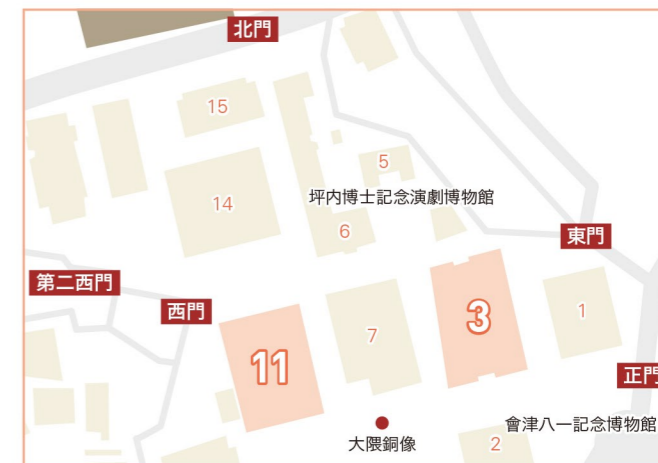 北門
15
5
坪内博士記念演劇博物館
14
6
東門
第二西門
西門
3
1
7
11
正門
大隈銅像
會津八一記念博物館
2